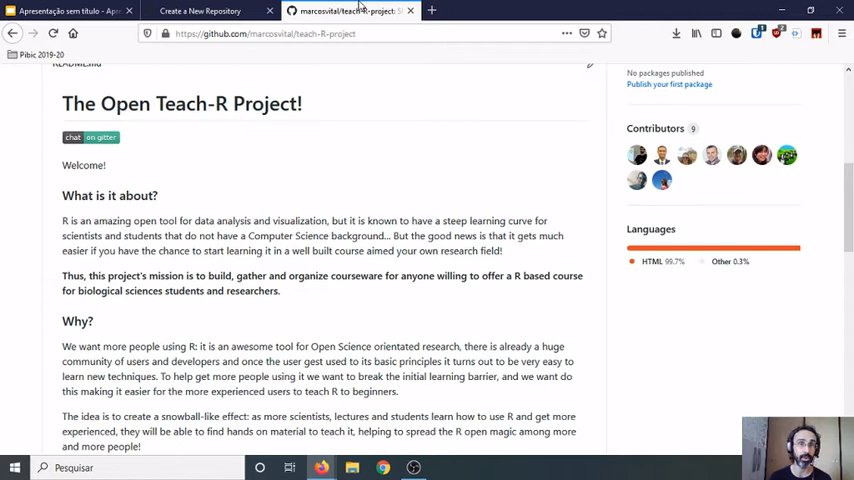 Apresentação sem título - Apre
Create a New Repository
marcosvital/teach-R-project:
https://github.com/marcosvital/teach-R-project
Pibic 2019-20
README.md
The Open Teach-R Project!
chat on gitter
Welcome!
What is it about?
R is an amazing open tool for data analysis and visualization, but it is known to have a steep learning curve for
scientists and students that do not have a Computer Science background... But the good news is that it gets much
easier if you have the chance to start learning it in a well built course aimed your own research field!
Thus, this project's mission is to build, gather and organize courseware for anyone willing to offer a R based course
for biological sciences students and researchers.
Why?
We want more people using R: it is an awesome tool for Open Science orientated research, there is already a huge
community of users and developers and once the user gest used to its basic principles it turns out to be very easy to
learn new techniques. To help get more people using it we want to break the initial learning barrier, and we want do
this making it easier for the more experienced users to teach R to beginners.
The idea is to create a snowball-like effect: as more scientists, lectures and students learn how to use R and get more
experienced, they will be able to find hands on material to teach it, helping to spread the R open magic among more
and more people!
No packages published
Publish your first package
Contributors 9
Languages
HTML 99.7%
Other 0.3%
Pesquisar